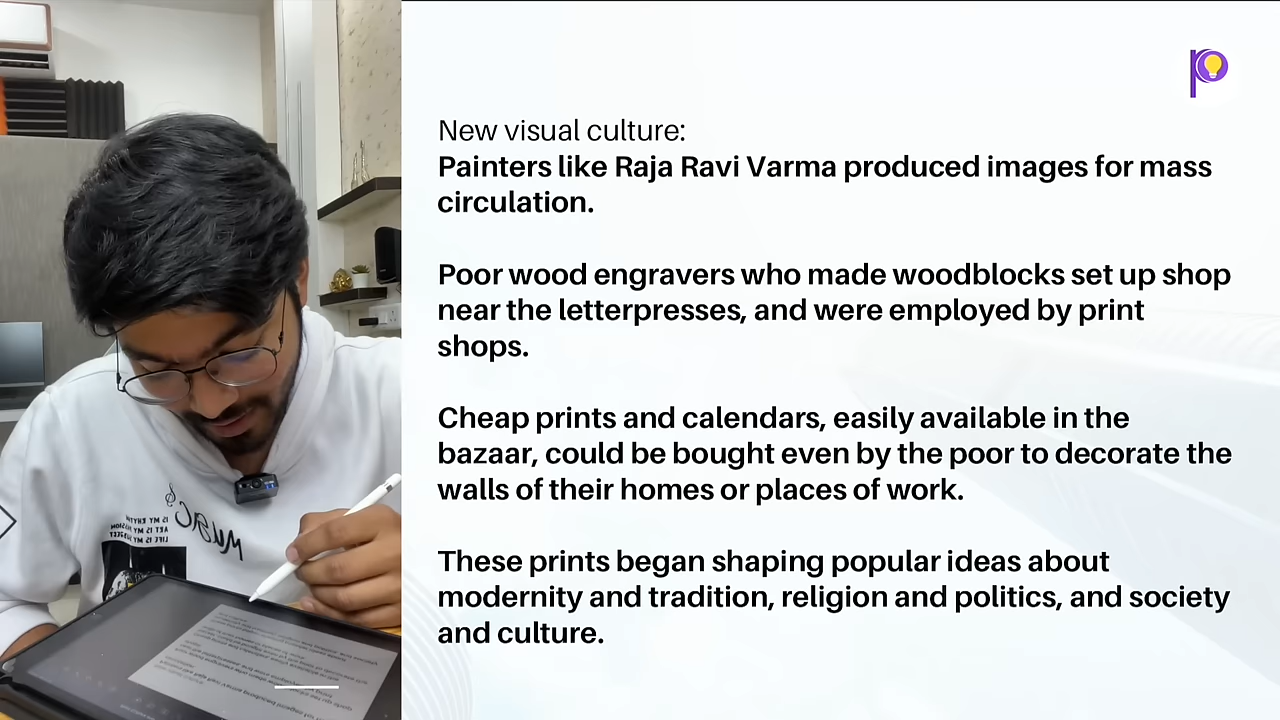 New visual culture:
Painters like Raja Ravi Varma produced images for mass
circulation.
Poor wood engravers who made woodblocks set up shop
near the letterpresses, and were employed by print
shops.
Cheap prints and calendars, easily available in the
bazaar, could be bought even by the poor to decorate the
walls of their homes or places of work.
These prints began shaping popular ideas about
modernity and tradition, religion and politics, and society
and culture.
MUSIC
IS MY